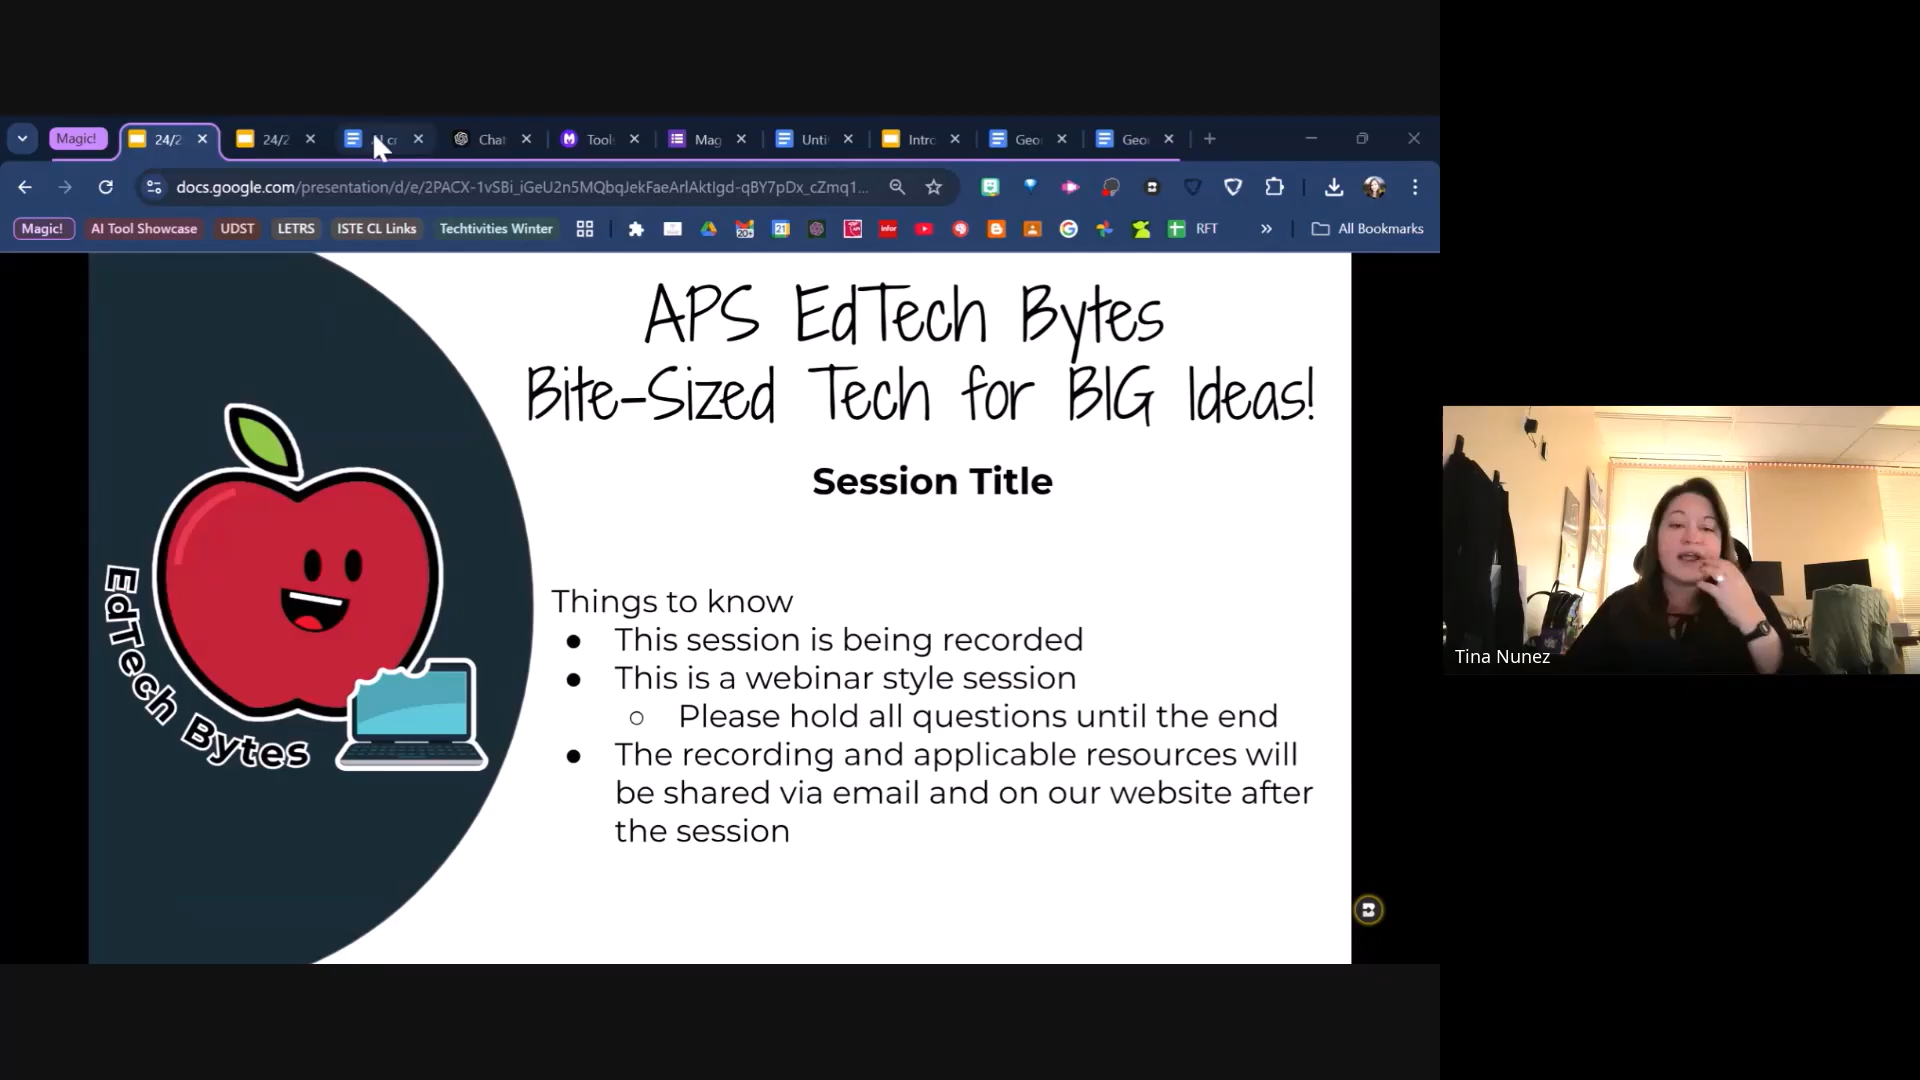 Magic!
24/2
24/2
AI cr
Chat
Tool
Mag
Unti
Intro
Geo
Geo
docs.google.com/presentation/d/e/2PACX-1vSBi_iGeU2n5MQbqJekFaeArlAktIgd-qBY7pDx_cZmq1...
Magic!
AI Tool Showcase
UDST
LETRS
ISTE CL Links
Techtivities Winter
RFT
All Bookmarks
APS EdTech Bytes
Bite-Sized Tech for BIG Ideas!
Session Title
Things to know
● This session is being recorded
● This is a webinar style session
○ Please hold all questions until the end
● The recording and applicable resources will
be shared via email and on our website after
the session
EdTech Bytes
Tina Nunez